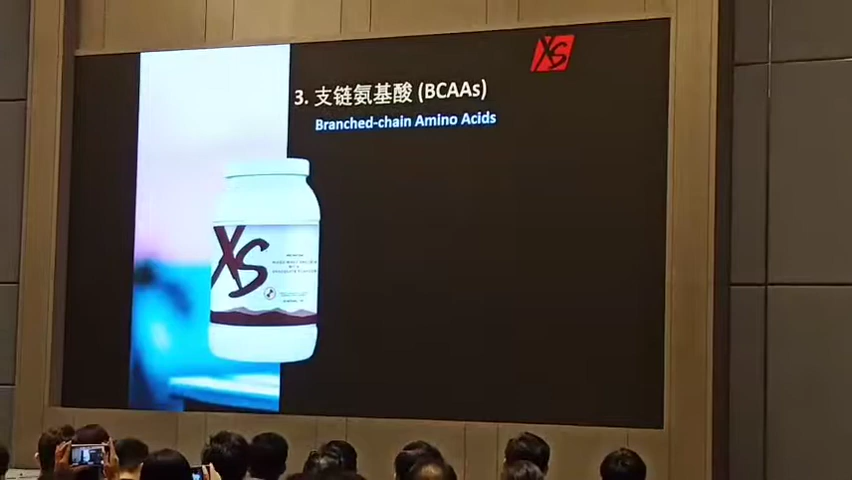 XS
3. 支链氨基酸 (BCAAs)
Branched-chain Amino Acids
XS